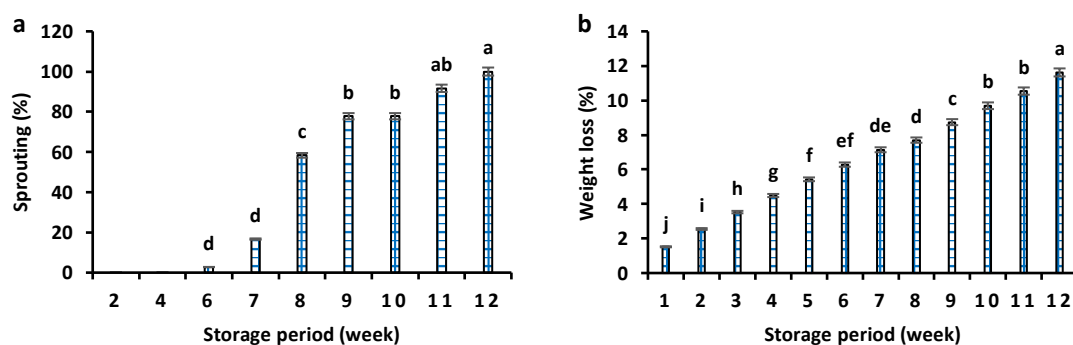 a
Sprouting (%)
120
100
80
60
40
20
0
d
d
c
b
b
ab
a
2 4 6 7 8 9 10 11 12
Storage period (week)
b
Weight loss (%)
14
12
10
8
6
4
2
0
j
i
h
g
f
ef
de
d
c
b
b
a
1 2 3 4 5 6 7 8 9 10 11 12
Storage period (week)